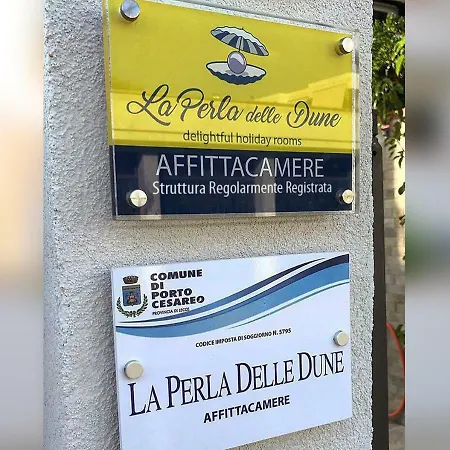 La Perla delle Dune
delightful holiday rooms
AFFITTACAMERE
Struttura Regolarmente Registrata
COMUNE
DI
PORTO
CESAREO
PROVINCIA DI LECCE
CODICE IMPOSTA DI SOGGIORNO N. 5795
LA PERLA DELLE DUNE
AFFITTACAMERE